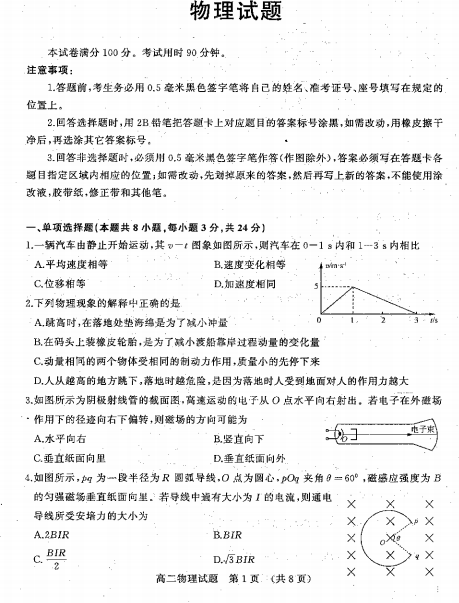 物理试题
本试卷满分 100 分。考试用时 90 分钟。
注意事项:
1.答题前,考生务必用 0.5 毫米黑色签字笔将自己的姓名、准考证号、座号填写在规定的
位置上。
2.回答选择题时,用 2B 铅笔把答题卡上对应题目的答案标号涂黑,如需改动,用橡皮擦干
净后,再选涂其它答案标号。
3.回答非选择题时,必须用 0.5 毫米黑色签字笔作答(作图除外),答案必须写在答题卡各
题目指定区域内相应的位置;如需改动,先划掉原来的答案,然后再写上新的答案,不能使用涂
改液,胶带纸,修正带和其他笔。
一、单项选择题(本题共 8 小题,每小题 3 分,共 24 分)
1.一辆汽车由静止开始运动,其 v-t 图象如图所示,则汽车在 0-1 s 内和 1-3 s 内相比
A.平均速度相等
B.速度变化相等
C.位移相等
D.加速度相同
v/m·s⁻¹
5
0 1 2 3 t/s
2.下列物理现象的解释中正确的是
A.跳高时,在落地处垫海绵是为了减小冲量
B.在码头上装橡皮轮胎,是为了减小渡船靠岸过程动量的变化量
C.动量相同的两个物体受相同的制动力作用,质量小的先停下来
D.人从越高的地方跳下,落地时越危险,是因为落地时人受到地面对人的作用力越大
3.如图所示为阴极射线管的截面图,高速运动的电子从 O 点水平向右射出。若电子在外磁场
作用下的径迹向右下偏转,则磁场的方向可能为
A.水平向右
B.竖直向下
C.垂直纸面向里
D.垂直纸面向外
O
电子束
4.如图所示,pq 为一段半径为 R 圆弧导线,O 点为圆心,pOq 夹角 θ=60°,磁感应强度为 B
的匀强磁场垂直纸面向里。若导线中通有大小为 I 的电流,则通电
导线所受安培力的大小为
A.2BIR
B.BIR
C. BIR/2
D.√3 BIR
O θ p q
高二物理试题 第 1 页 (共 8 页)